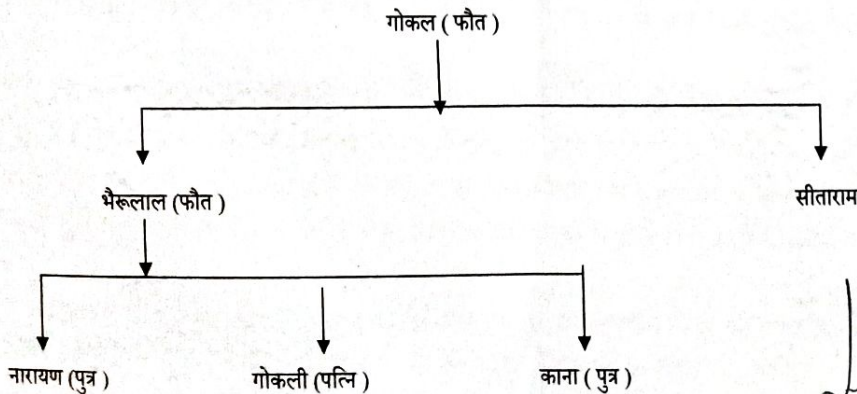 गोकल ( फौत )
भैरूलाल (फौत )
सीताराम
नारायण (पुत्र )
गोकली (पत्नि )
काना ( पुत्र )